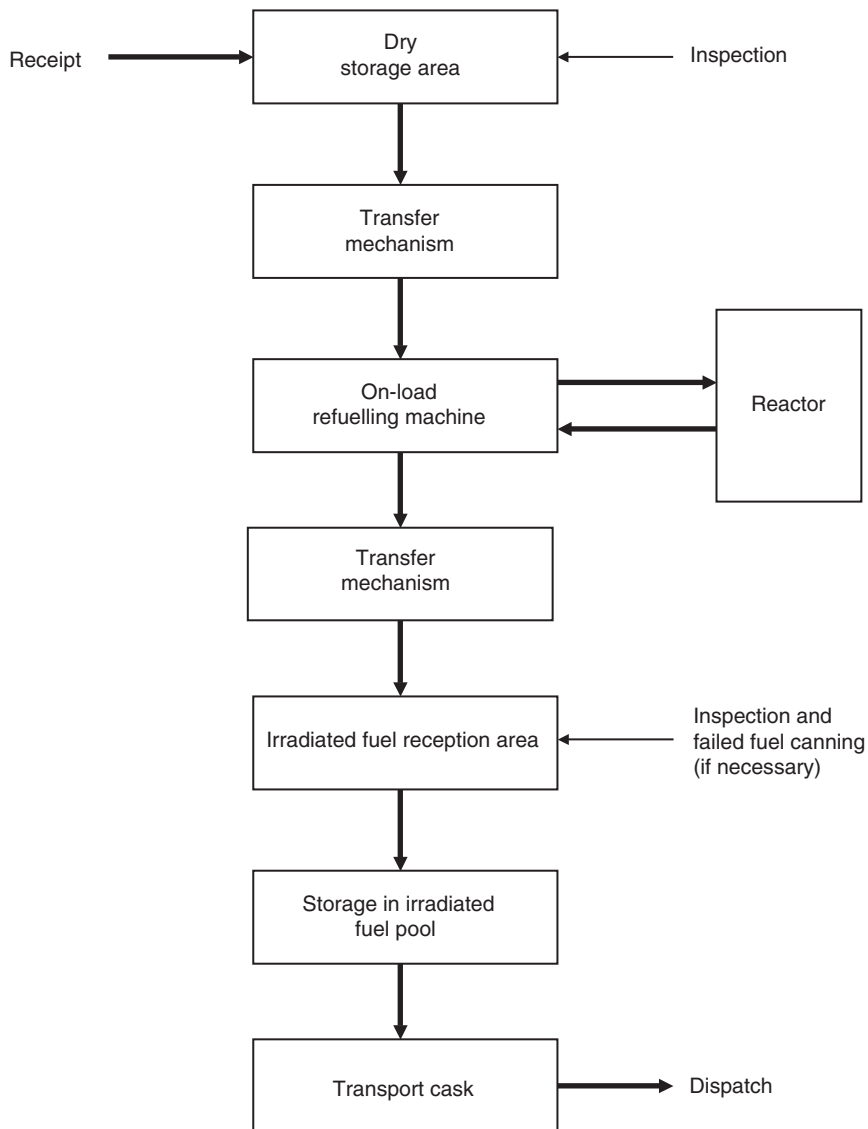 Receipt
Dry
storage area
Inspection
Transfer
mechanism
On-load
refuelling machine
Reactor
Transfer
mechanism
Irradiated fuel reception area
Inspection and
failed fuel canning
(if necessary)
Storage in irradiated
fuel pool
Transport cask
Dispatch